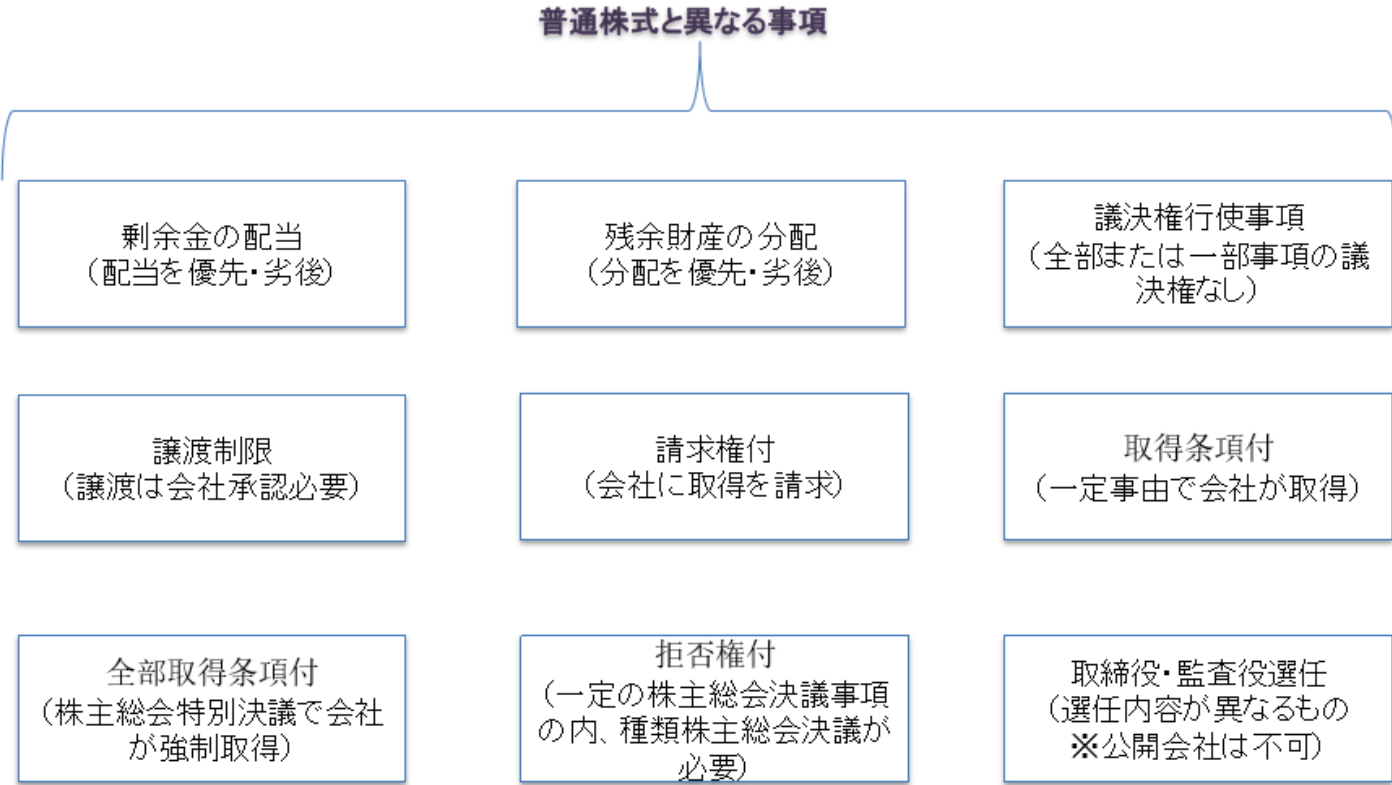 普通株式と異なる事項
剰余金の配当
（配当を優先・劣後）
残余財産の分配
（分配を優先・劣後）
議決権行使事項
（全部または一部事項の議
決権なし）
譲渡制限
（譲渡は会社承認必要）
請求権付
（会社に取得を請求）
取得条項付
（一定事由で会社が取得）
全部取得条項付
（株主総会特別決議で会社
が強制取得）
拒否権付
（一定の株主総会決議事項
の内、種類株主総会決議が
必要）
取締役・監査役選任
（選任内容が異なるもの
※公開会社は不可）